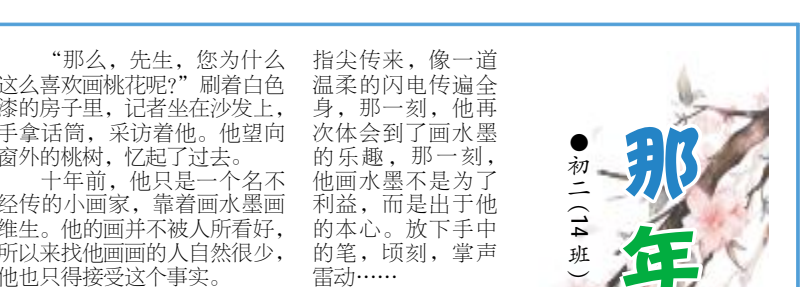 “那么，先生，您为什么
这么喜欢画桃花呢?”刷着白色
漆的房子里，记者坐在沙发上，
手拿话筒，采访着他。他望向
窗外的桃树，忆起了过去。
十年前，他只是一个名不
经传的小画家，靠着画水墨画
维生。他的画并不被人所看好，
所以来找他画画的人自然很少，
他也只得接受这个事实。
指尖传来，像一道
温柔的闪电传遍全
身，那一刻，他再
次体会到了画水墨
的乐趣，那一刻，
他画水墨不是为了
利益，而是出于他
的本心。放下手中
的笔，顷刻，掌声
雷动……
●初二(14班)
那年